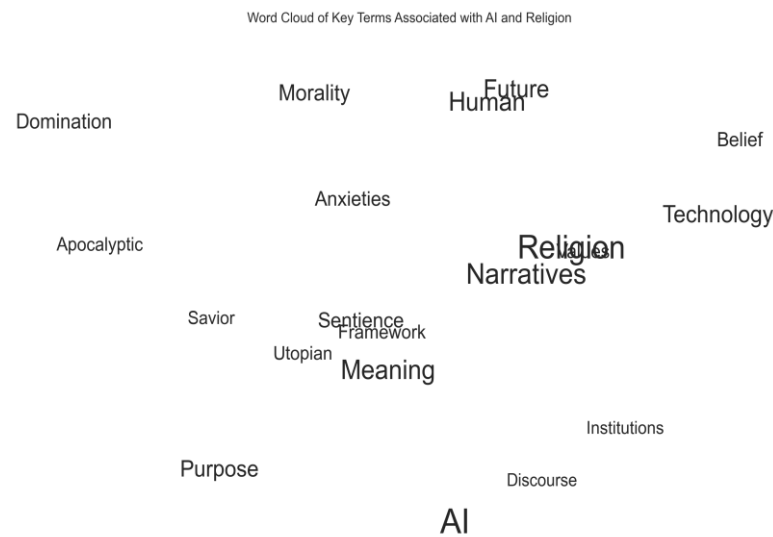 Word Cloud of Key Terms Associated with AI and Religion
Future
Morality
Human
Domination
Belief
Anxieties
Technology
Apocalyptic
Religion
Values
Narratives
Savior
Sentience
Framework
Utopian
Meaning
Institutions
Purpose
Discourse
AI